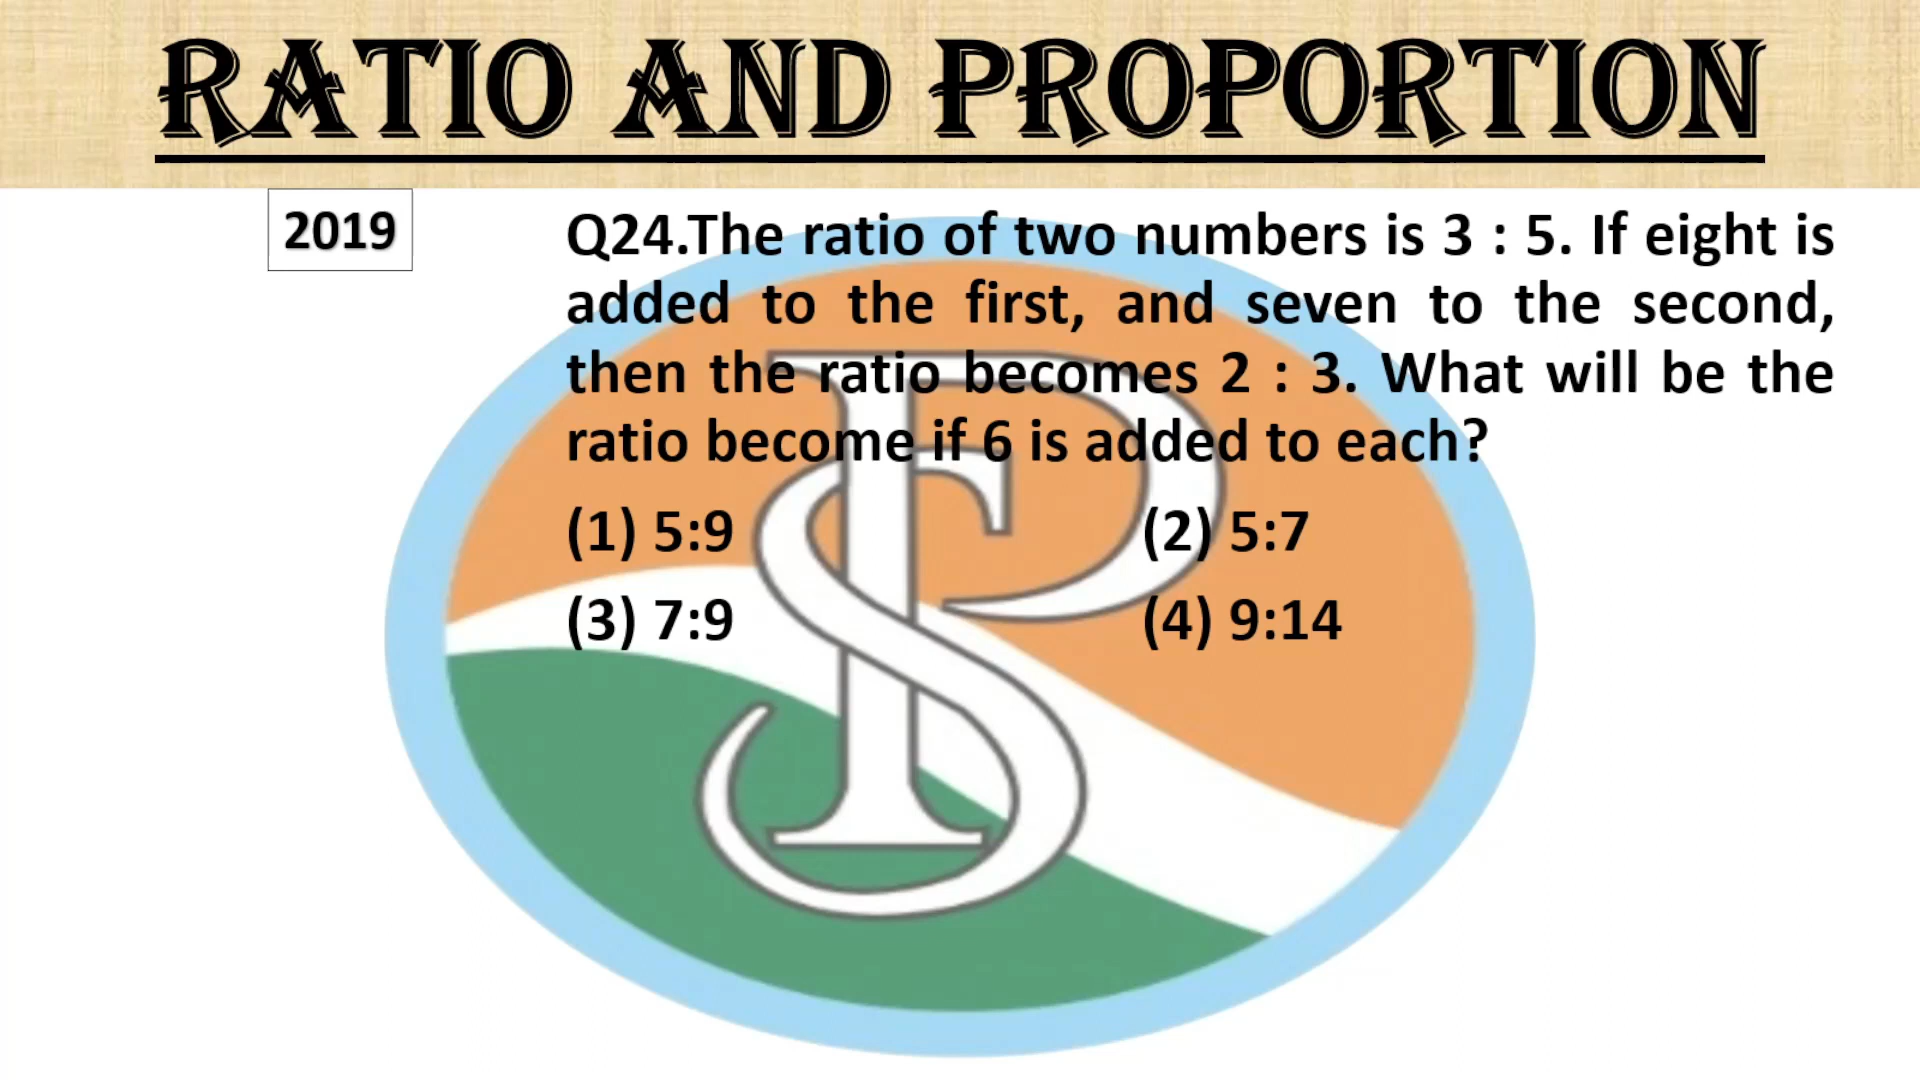 RATIO AND PROPORTION
2019
Q24.The ratio of two numbers is 3 : 5. If eight is
added to the first, and seven to the second,
then the ratio becomes 2 : 3. What will be the
ratio become if 6 is added to each?
(1) 5:9 (2) 5:7
(3) 7:9 (4) 9:14